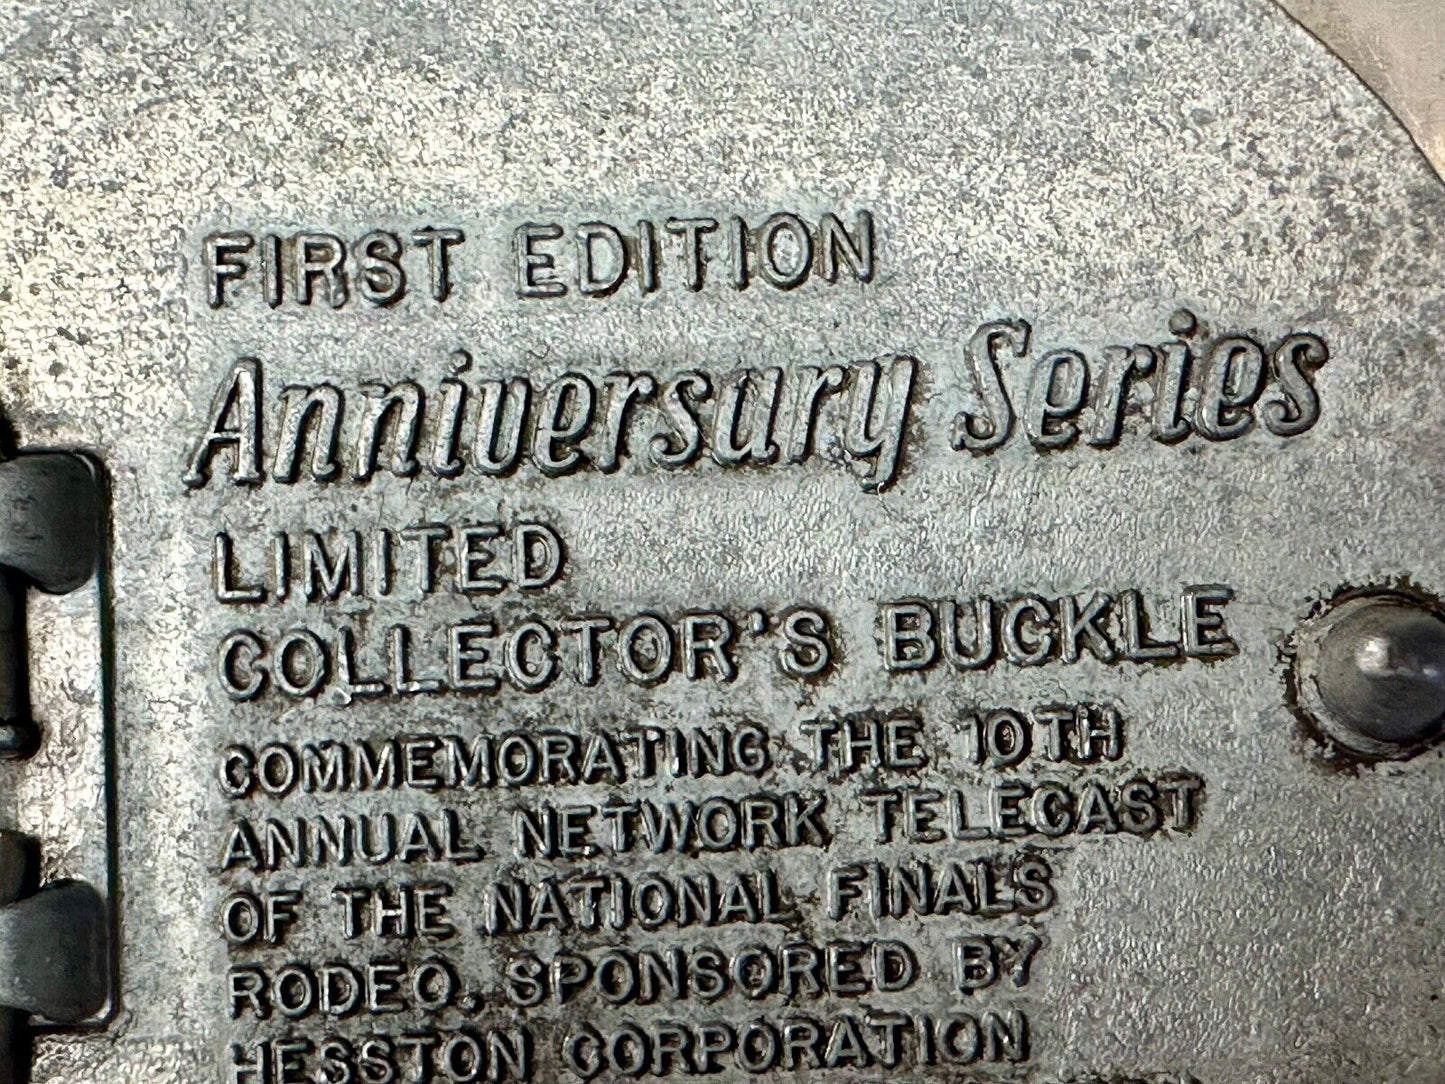 FIRST EDITION
Anniversary Series
LIMITED
COLLECTOR'S BUCKLE
COMMEMORATING THE 10TH
ANNUAL NETWORK TELECAST
OF THE NATIONAL FINALS
RODEO. SPONSORED BY
HESSTON CORPORATION